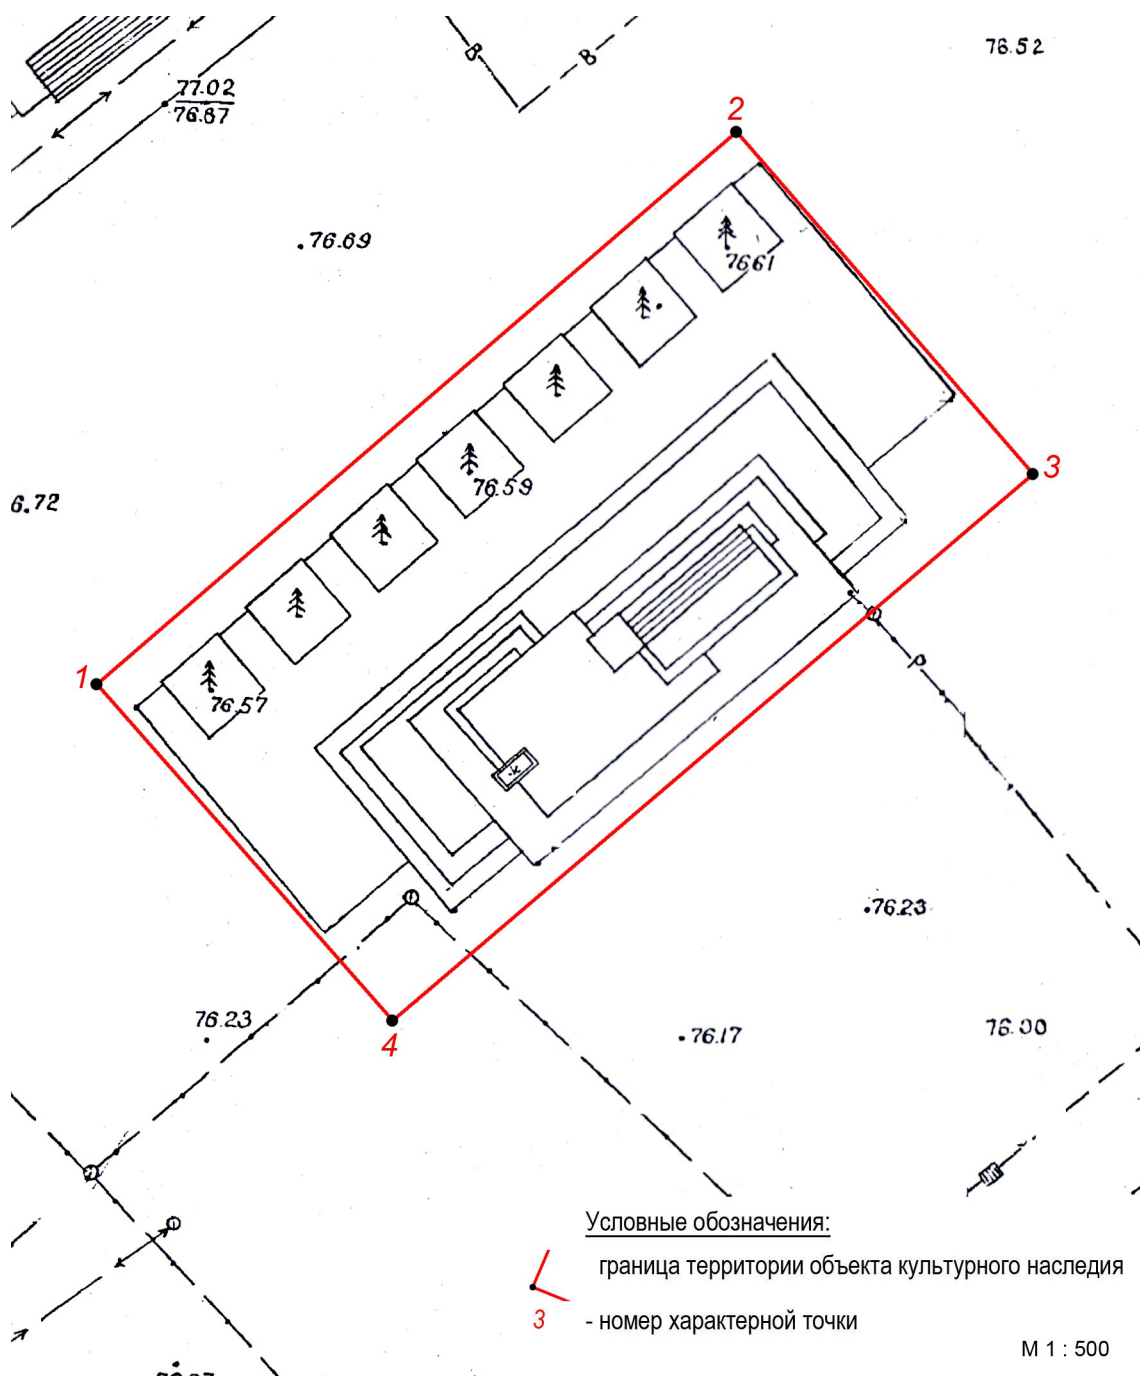 76.52
В
В
77.02
76.87
2
76.69
76.61
3
6.72
76.59
1
76.57
Р
76.23
76.23
4
76.17
76.00
Условные обозначения:
граница территории объекта культурного наследия
3 - номер характерной точки
М 1 : 500